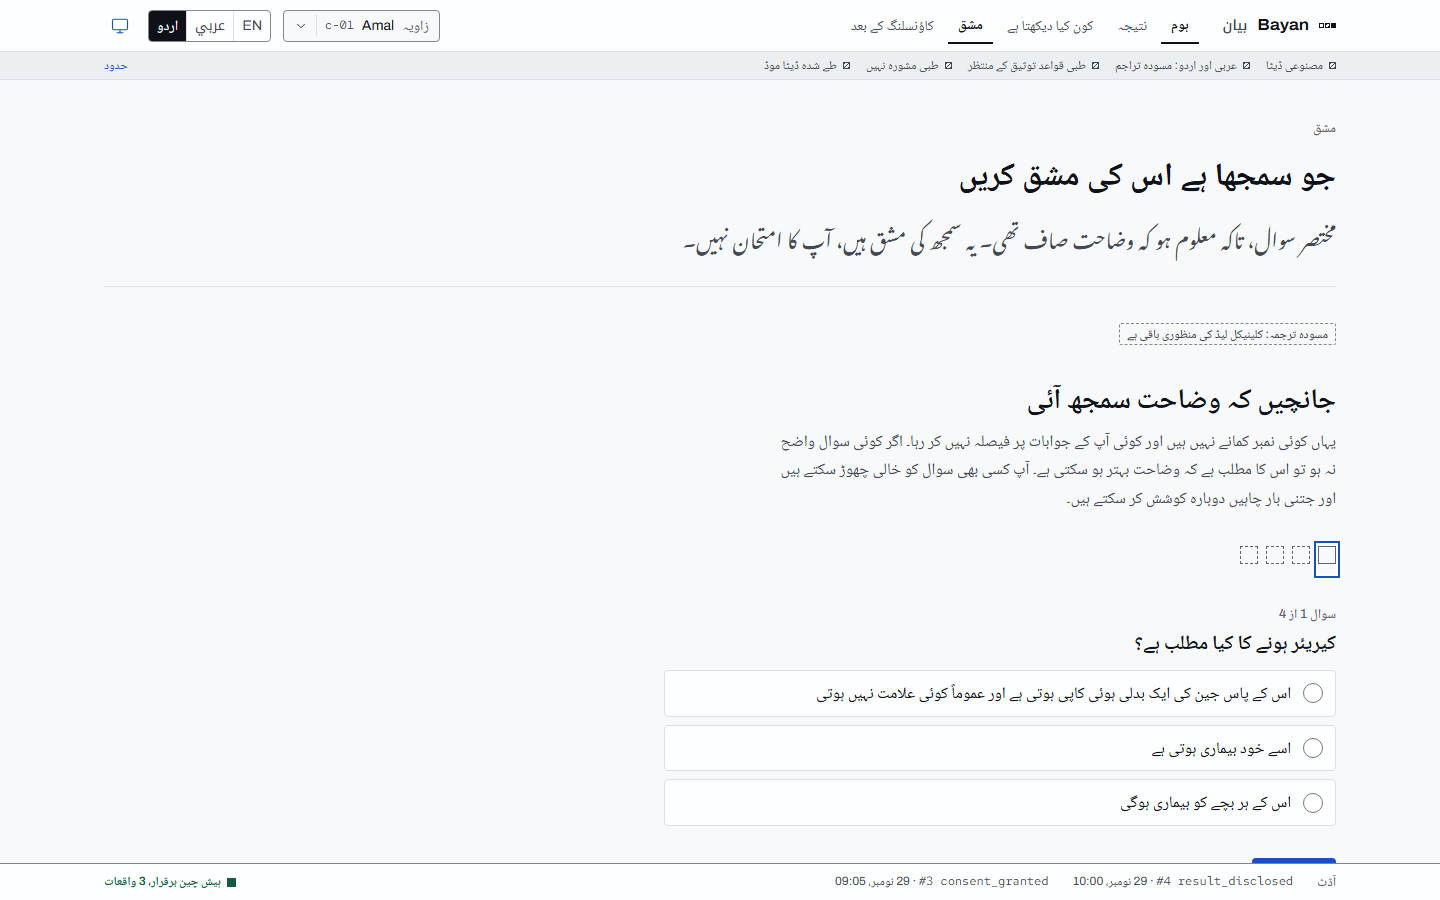 Bayan بیان
ہوم
نتیجہ
کون کیا دیکھتا ہے
مشق
کاؤنسلنگ کے بعد
زاویہ Amal c-01
EN عربي اردو
مصنوعی ڈیٹا
عربی اور اردو: مسودہ تراجم
طبی قواعد توثیق کے منتظر
طبی مشورہ نہیں
طے شدہ ڈیٹا موڈ
حدود
مشق
جو سمجھا ہے اس کی مشق کریں
مختصر سوال، تاکہ معلوم ہو کہ وضاحت صاف تھی۔ یہ سمجھ کی مشق ہیں، آپ کا امتحان نہیں۔
مسودہ ترجمہ: کلینیکل لیڈ کی منظوری باقی ہے
جانچیں کہ وضاحت سمجھ آئی
یہاں کوئی نمبر کمانے نہیں ہیں اور کوئی آپ کے جوابات پر فیصلہ نہیں کر رہا۔ اگر کوئی سوال واضح
نہ ہو تو اس کا مطلب ہے کہ وضاحت بہتر ہو سکتی ہے۔ آپ کسی بھی سوال کو خالی چھوڑ سکتے ہیں
اور جتنی بار چاہیں دوبارہ کوشش کر سکتے ہیں۔
سوال 1 از 4
کیریئر ہونے کا کیا مطلب ہے؟
اس کے پاس جین کی ایک بدلی ہوئی کاپی ہوتی ہے اور عموماً کوئی علامت نہیں ہوتی
اسے خود بیماری ہوتی ہے
اس کے ہر بچے کو بیماری ہوگی
آڈٹ
result_disclosed #4 · 29 نومبر، 10:00
consent_granted #3 · 29 نومبر، 09:05
ہیش چین برقرار، 3 واقعات